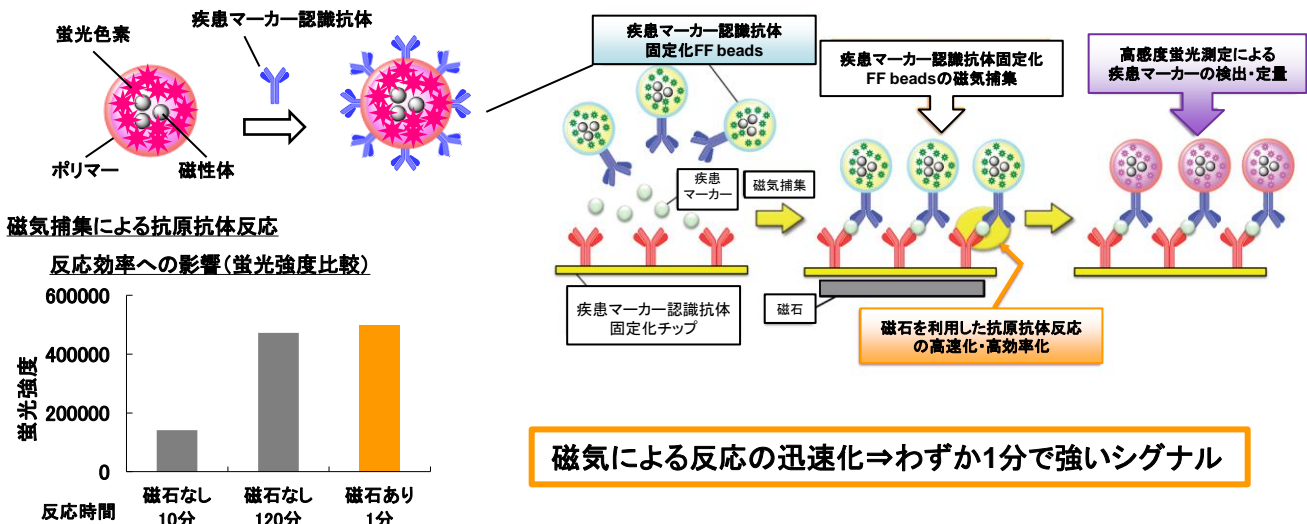 疾患マーカー認識抗体
蛍光色素
ポリマー
磁性体
疾患マーカー認識抗体
固定化FF beads
疾患マーカー認識抗体固定化
FF beadsの磁気捕集
高感度蛍光測定による
疾患マーカーの検出・定量
疾患
マーカー
磁気捕集
疾患マーカー認識抗体
固定化チップ
磁石
磁石を利用した抗原抗体反応
の高速化・高効率化
磁気捕集による抗原抗体反応
反応効率への影響(蛍光強度比較)
蛍光強度
600000
400000
200000
0
反応時間
磁石なし
10分
磁石なし
120分
磁石あり
1分
磁気による反応の迅速化⇒わずか1分で強いシグナル